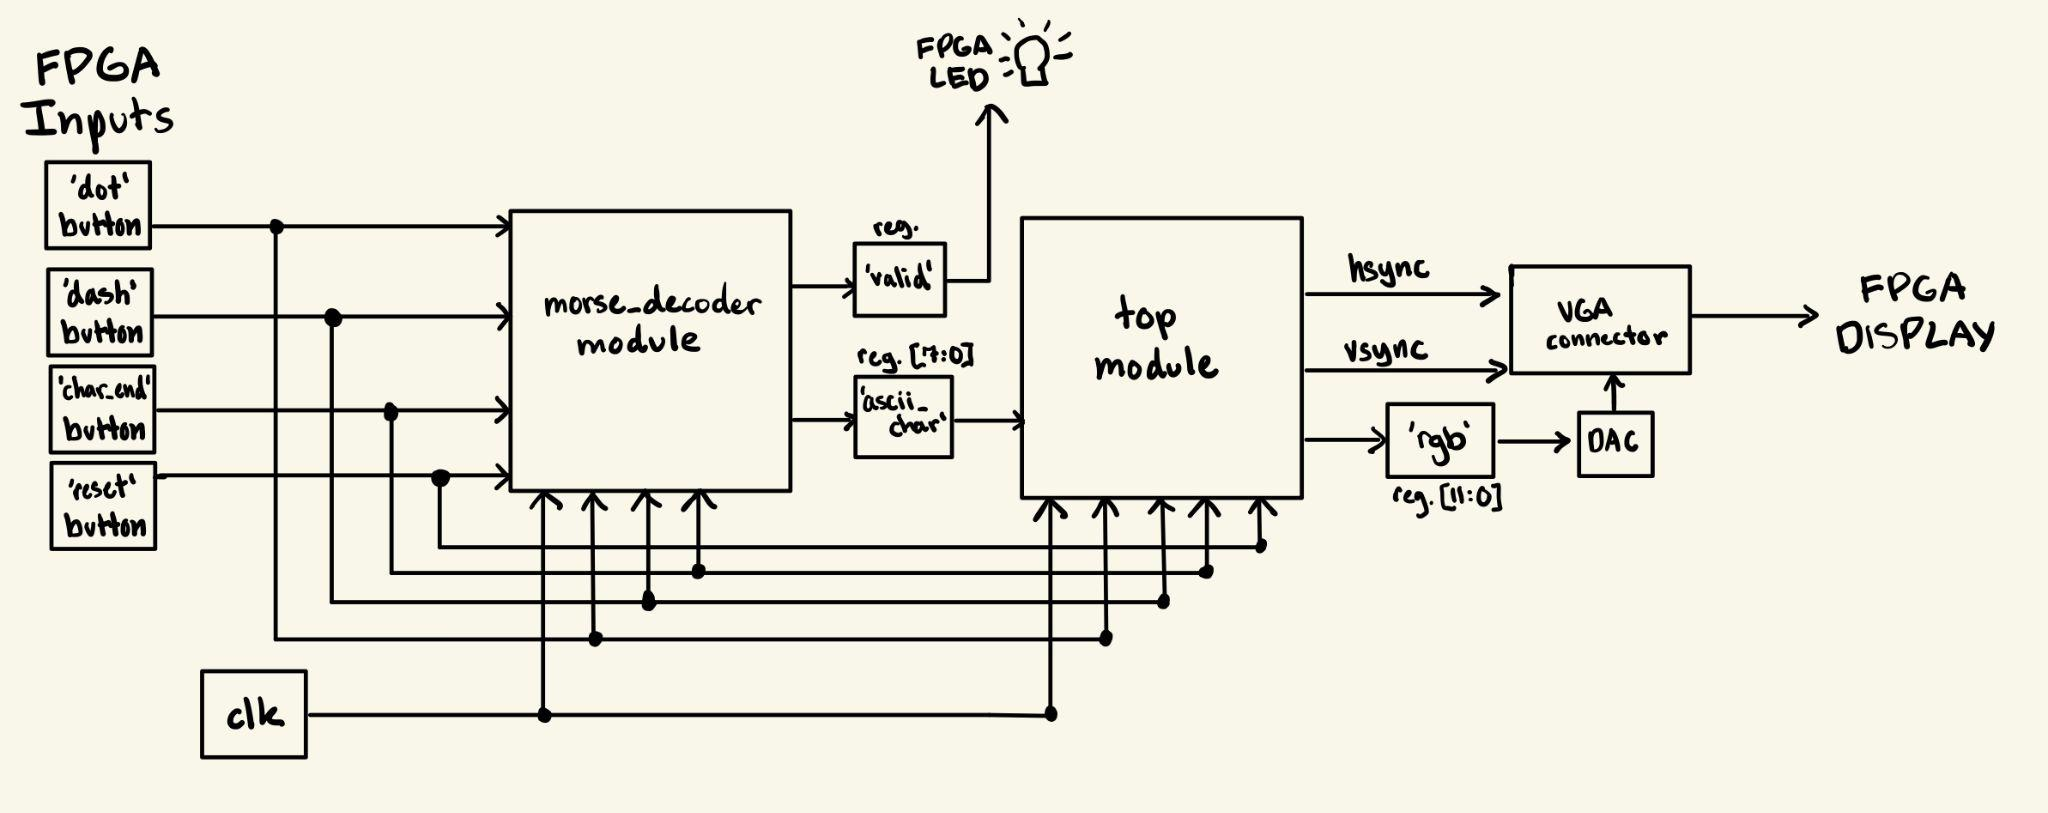 FPGA
Inputs
'dot'
button
'dash'
button
'char_end'
button
'reset'
button
clk
morse_decoder
module
FPGA
LED
reg.
'valid'
reg. [7:0]
'ascii_
char'
top
module
hsync
vsync
'rgb'
reg. [11:0]
VGA
connector
DAC
FPGA
DISPLAY